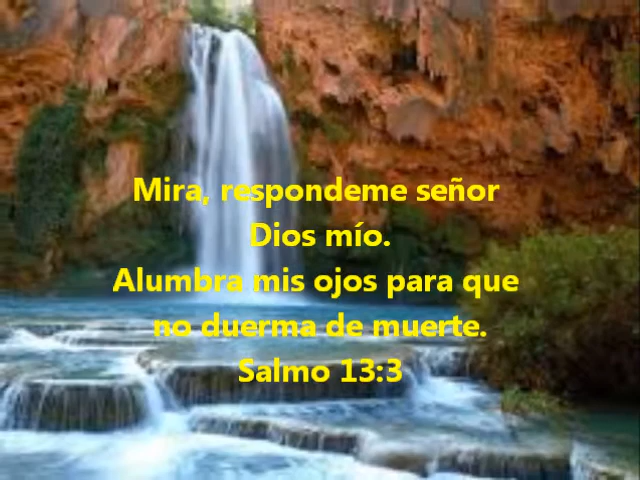 Mira, respondeme señor
Dios mío.
Alumbra mis ojos para que
no duerma de muerte.
Salmo 13:3